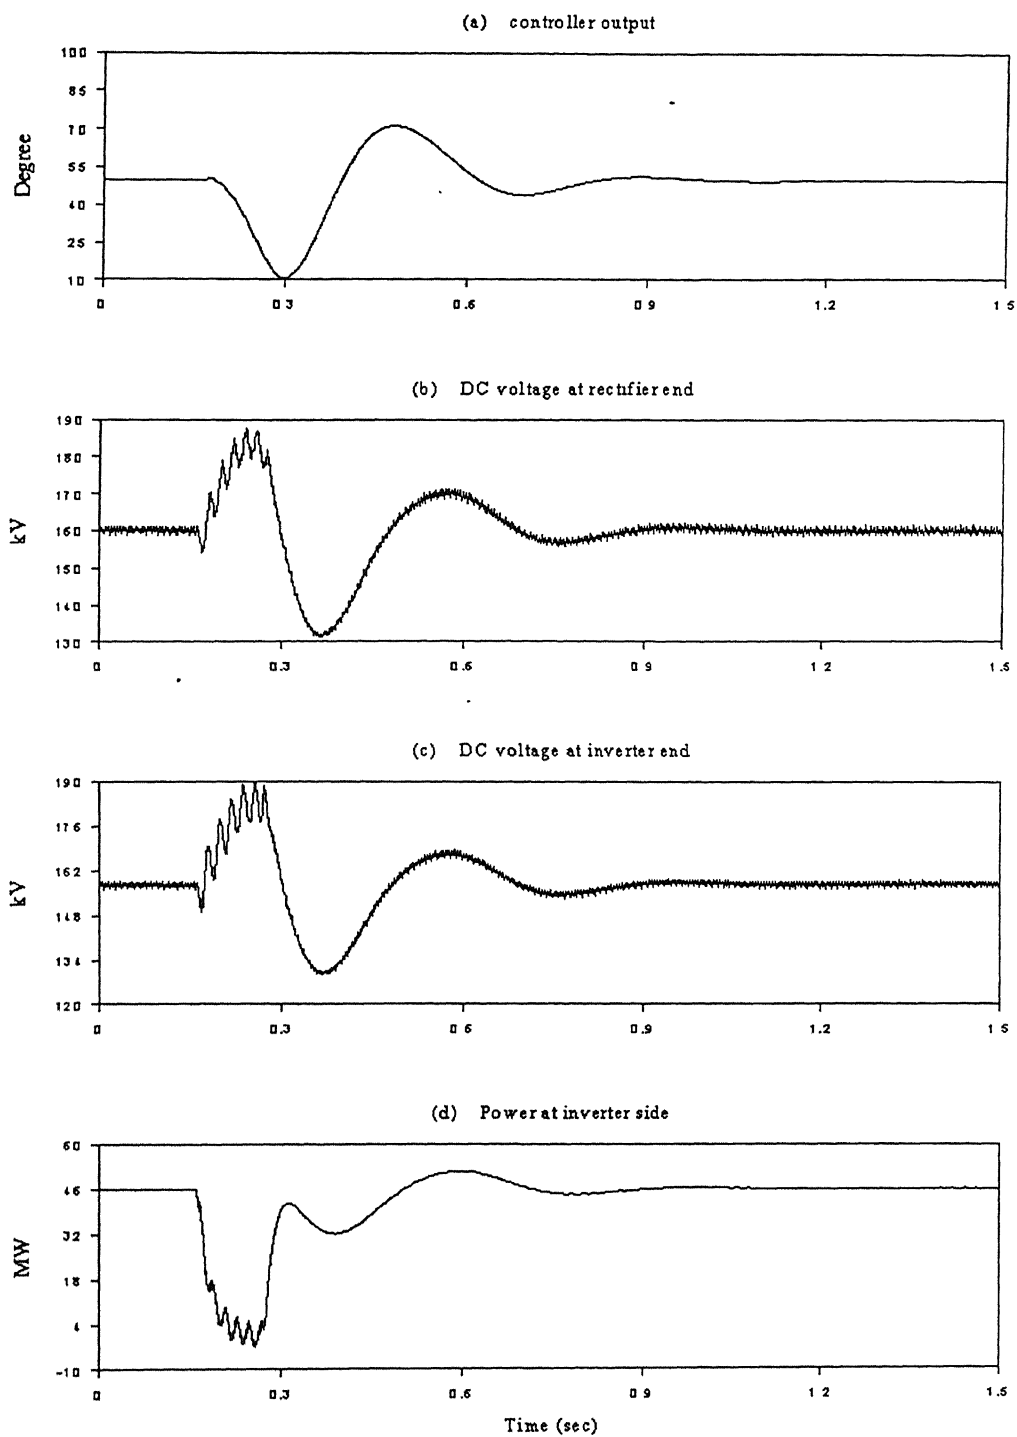 (a) controller output
100
85
70
55
40
25
10
Degree
0 0.3 0.6 0.9 1.2 1.5
(b) DC voltage at rectifier end
190
180
170
160
150
140
130
kV
0 0.3 0.6 0.9 1.2 1.5
(c) DC voltage at inverter end
190
176
162
148
134
120
kV
0 0.3 0.6 0.9 1.2 1.5
(d) Power at inverter side
60
46
32
18
4
-10
MW
0 0.3 0.6 0.9 1.2 1.5
Time (sec)